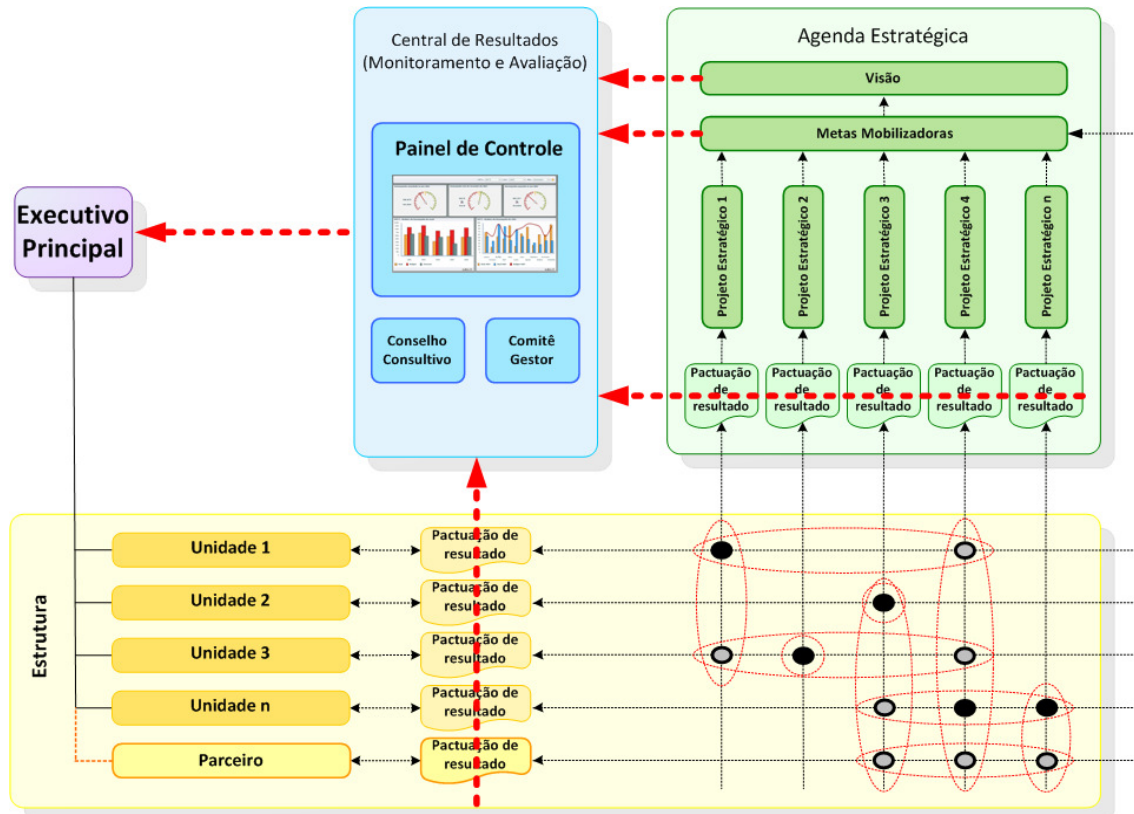 Central de Resultados
(Monitoramento e Avaliação)
Painel de Controle
Conselho
Consultivo
Comitê
Gestor
Agenda Estratégica
Visão
Metas Mobilizadoras
Projeto Estratégico 1
Projeto Estratégico 2
Projeto Estratégico 3
Projeto Estratégico 4
Projeto Estratégico n
Pactuação
de
resultado
Pactuação
de
resultado
Pactuação
de
resultado
Pactuação
de
resultado
Pactuação
de
resultado
Executivo
Principal
Estrutura
Unidade 1
Pactuação de
resultado
Unidade 2
Pactuação de
resultado
Unidade 3
Pactuação de
resultado
Unidade n
Pactuação de
resultado
Parceiro
Pactuação de
resultado